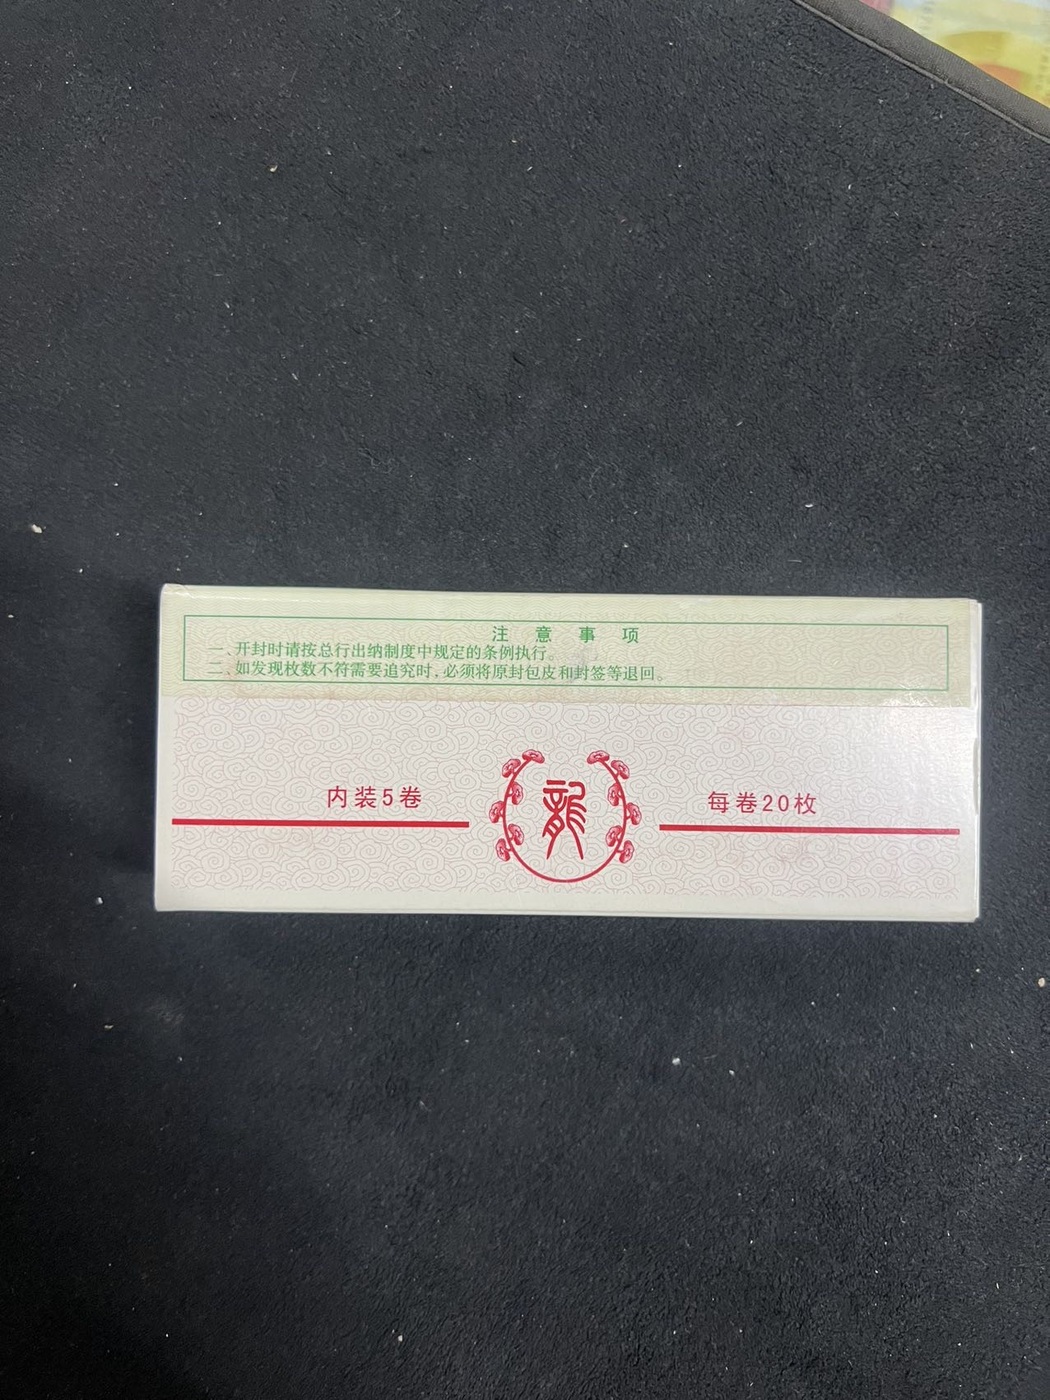 注意事项
一、开封时请按总行出纳制度中规定的条例执行。
二、如发现枚数不符需要追究时，必须将原封包皮和封签等退回。
内装5卷
龍
每卷20枚